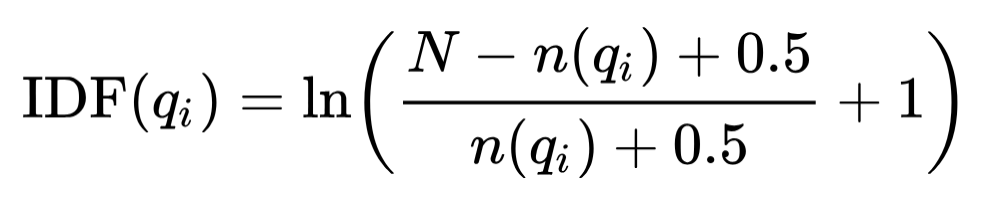 IDF(qᵢ) = ln( (N − n(qᵢ) + 0.5) / (n(qᵢ) + 0.5) + 1 )